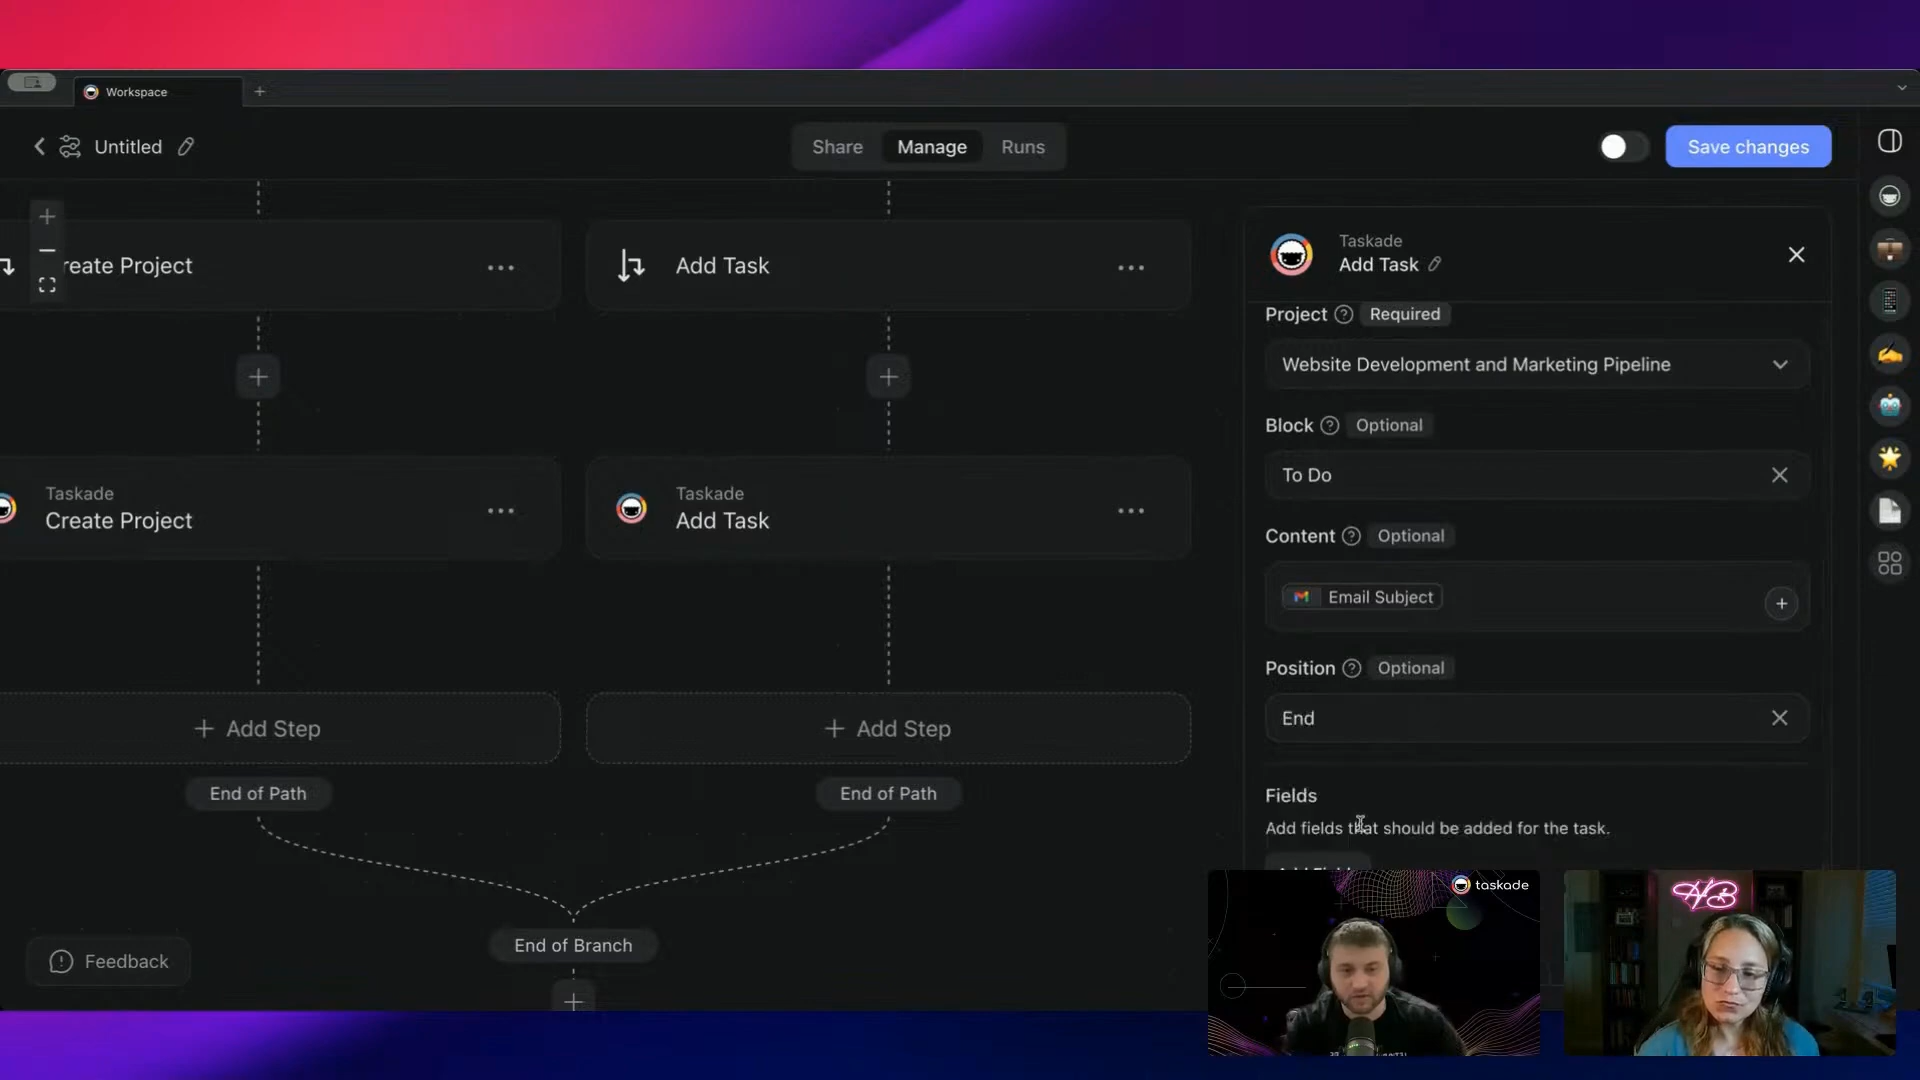 Workspace
Untitled
Share
Manage
Runs
Save changes
reate Project
Add Task
Taskade
Create Project
Taskade
Add Task
+ Add Step
+ Add Step
End of Path
End of Path
End of Branch
Feedback
Taskade
Add Task
Project
Required
Website Development and Marketing Pipeline
Block
Optional
To Do
Content
Optional
Email Subject
Position
Optional
End
Fields
Add fields that should be added for the task.
taskade
HB